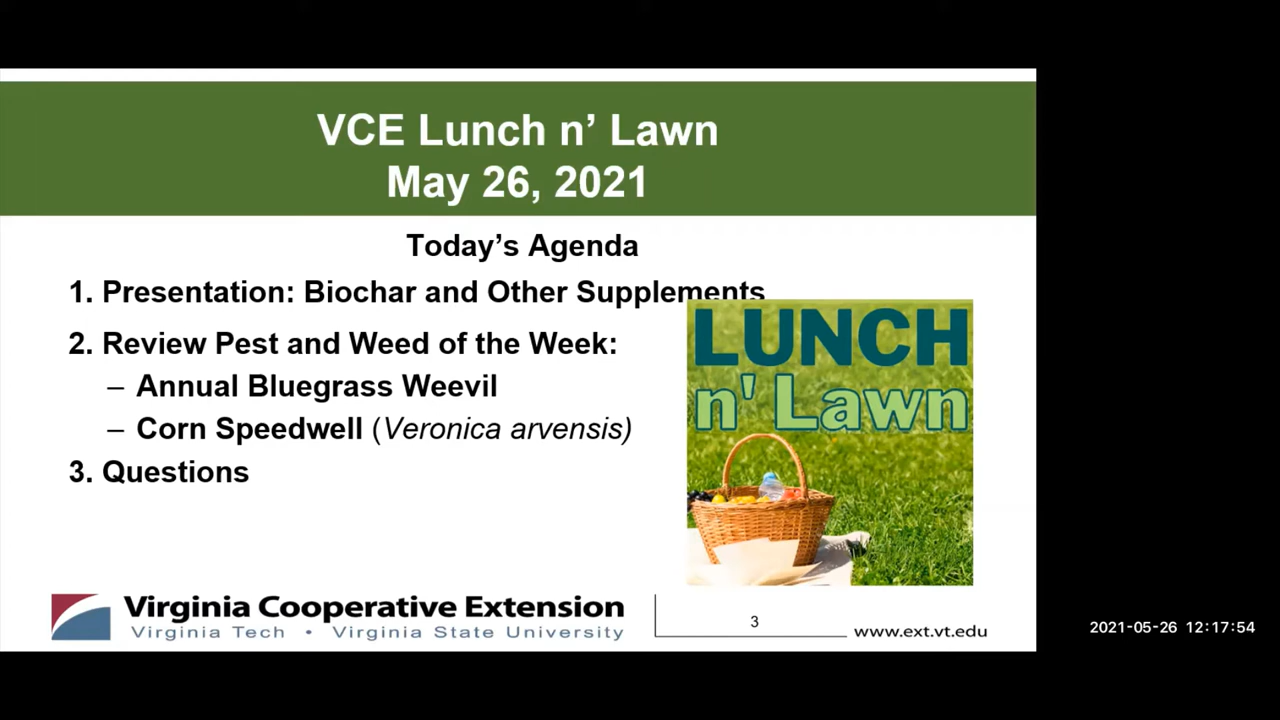 VCE Lunch n’ Lawn
May 26, 2021
Today’s Agenda
1. Presentation: Biochar and Other Supplements
2. Review Pest and Weed of the Week:
– Annual Bluegrass Weevil
– Corn Speedwell (Veronica arvensis)
3. Questions
LUNCH
n' Lawn
Virginia Cooperative Extension
Virginia Tech • Virginia State University
3
www.ext.vt.edu
2021-05-26 12:17:54